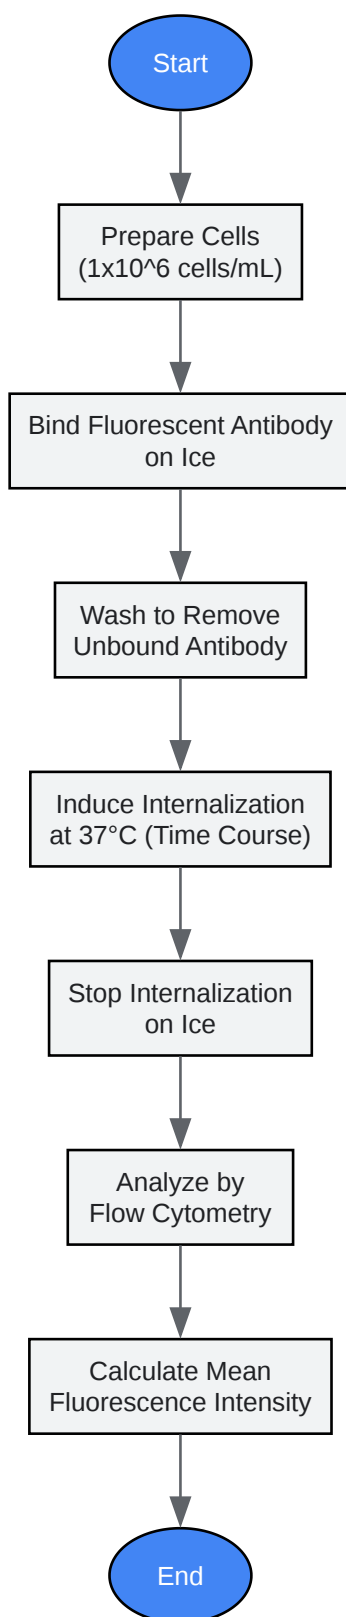 Start
Prepare Cells
(1x10^6 cells/mL)
Bind Fluorescent Antibody
on Ice
Wash to Remove
Unbound Antibody
Induce Internalization
at 37°C (Time Course)
Stop Internalization
on Ice
Analyze by
Flow Cytometry
Calculate Mean
Fluorescence Intensity
End